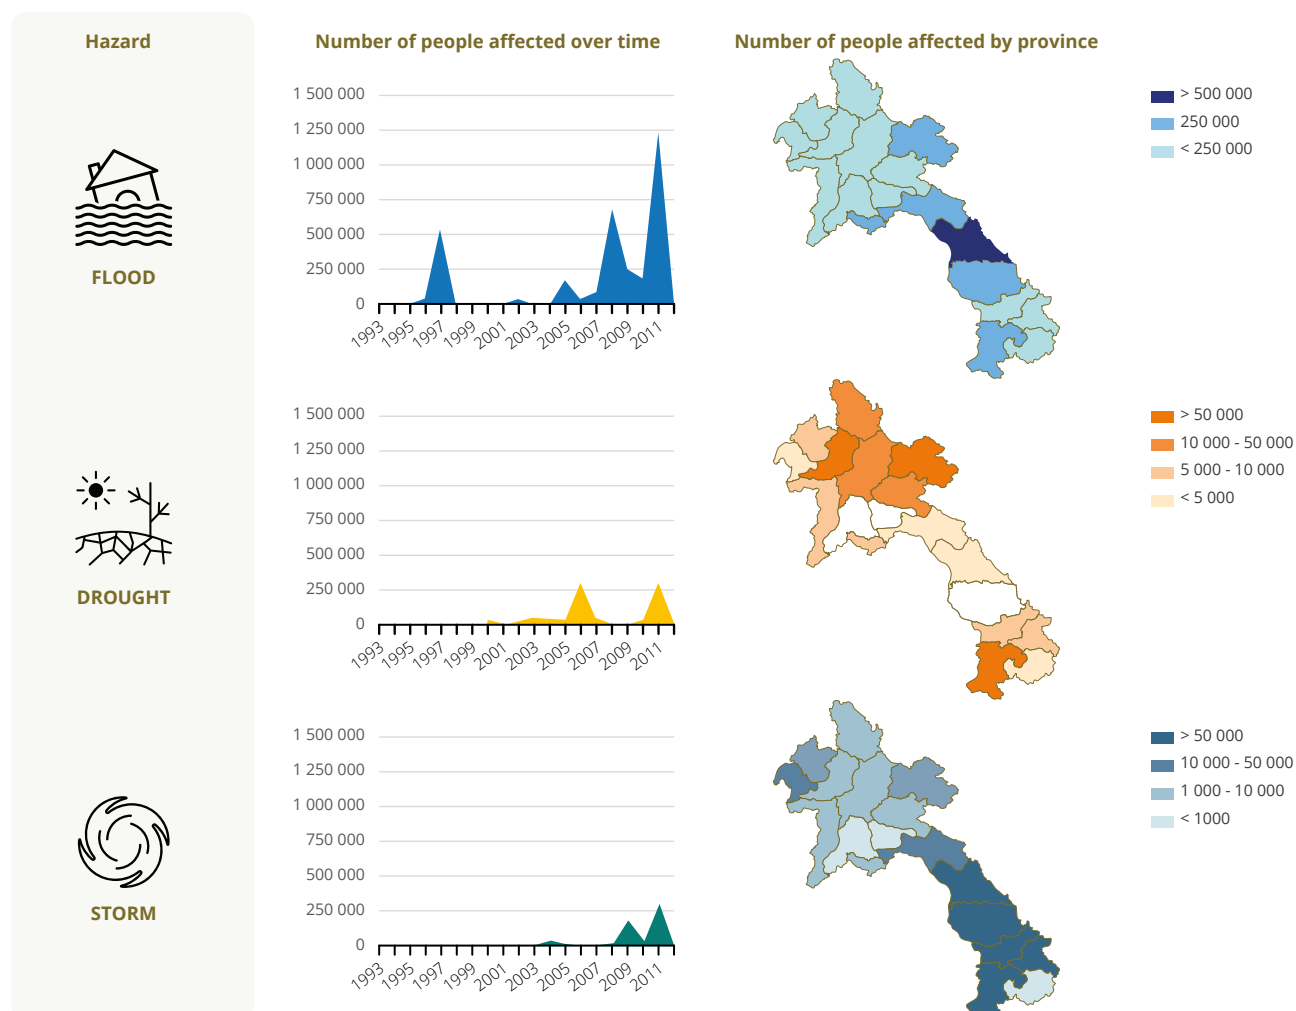 Hazard
Number of people affected over time
Number of people affected by province
FLOOD
1 500 000
1 250 000
1 000 000
750 000
500 000
250 000
0
1993
1995
1997
1999
2001
2003
2005
2007
2009
2011
> 500 000
250 000
< 250 000
DROUGHT
1 500 000
1 250 000
1 000 000
750 000
500 000
250 000
0
1993
1995
1997
1999
2001
2003
2005
2007
2009
2011
> 50 000
10 000 - 50 000
5 000 - 10 000
< 5 000
STORM
1 500 000
1 250 000
1 000 000
750 000
500 000
250 000
0
1993
1995
1997
1999
2001
2003
2005
2007
2009
2011
> 50 000
10 000 - 50 000
1 000 - 10 000
< 1000